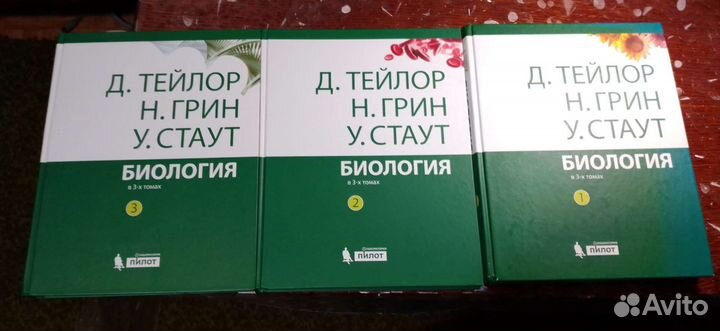 Д. ТЕЙЛОР
Н. ГРИН
У. СТАУТ
БИОЛОГИЯ
в 3-х томах
3
ПИЛОТ
Д. ТЕЙЛОР
Н. ГРИН
У. СТАУТ
БИОЛОГИЯ
в 3-х томах
2
ПИЛОТ
Д. ТЕЙЛОР
Н. ГРИН
У. СТАУТ
БИОЛОГИЯ
в 3-х томах
1
ПИЛОТ
Avito